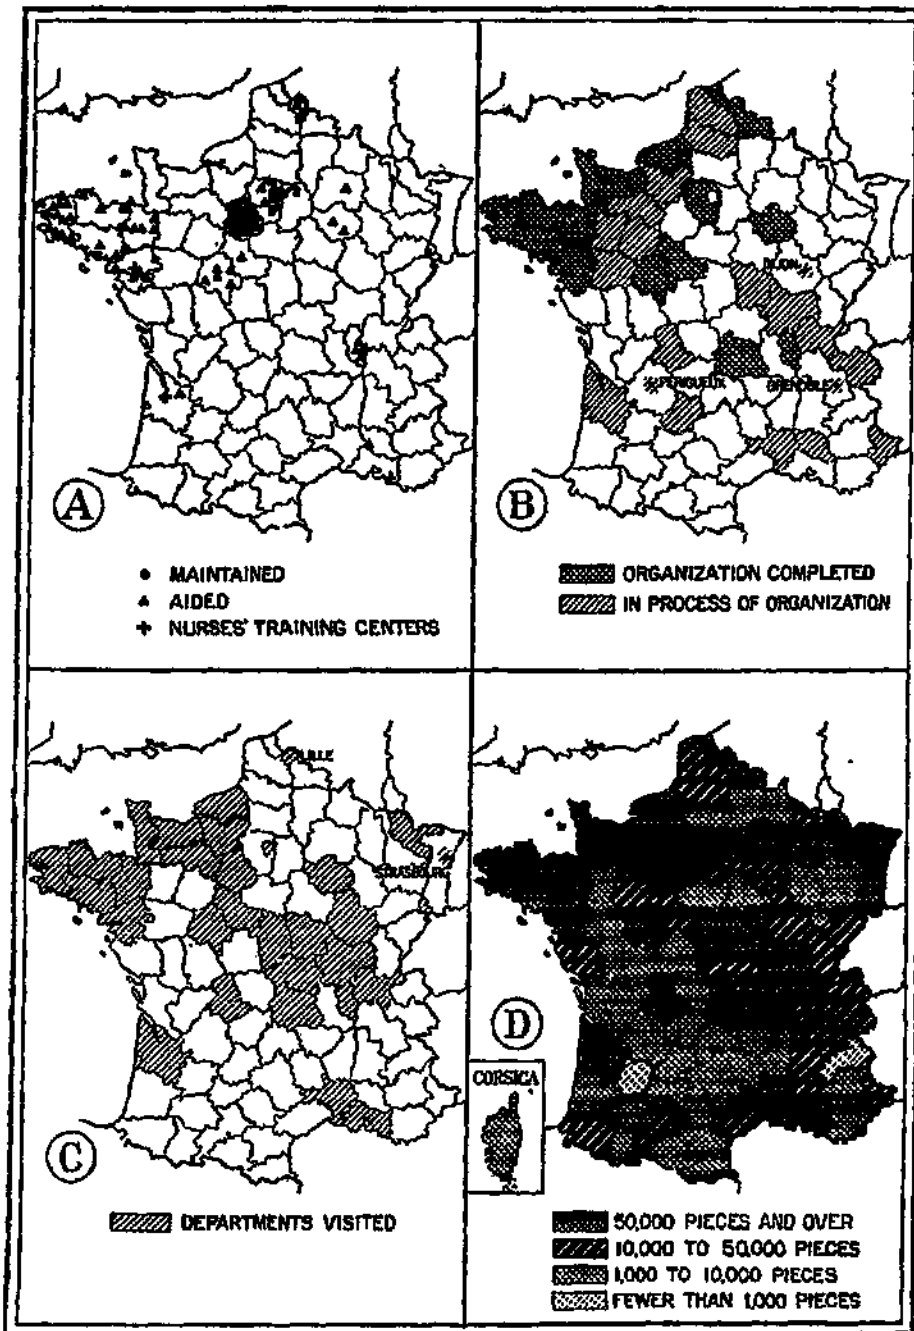 A
● MAINTAINED
▲ AIDED
+ NURSES' TRAINING CENTERS
DIJON
PÉRIGUEUX
GRENOBLE
B
ORGANIZATION COMPLETED
IN PROCESS OF ORGANIZATION
LILLE
STRASBOURG
C
DEPARTMENTS VISITED
D
CORSICA
50,000 PIECES AND OVER
10,000 TO 50,000 PIECES
1,000 TO 10,000 PIECES
FEWER THAN 1,000 PIECES